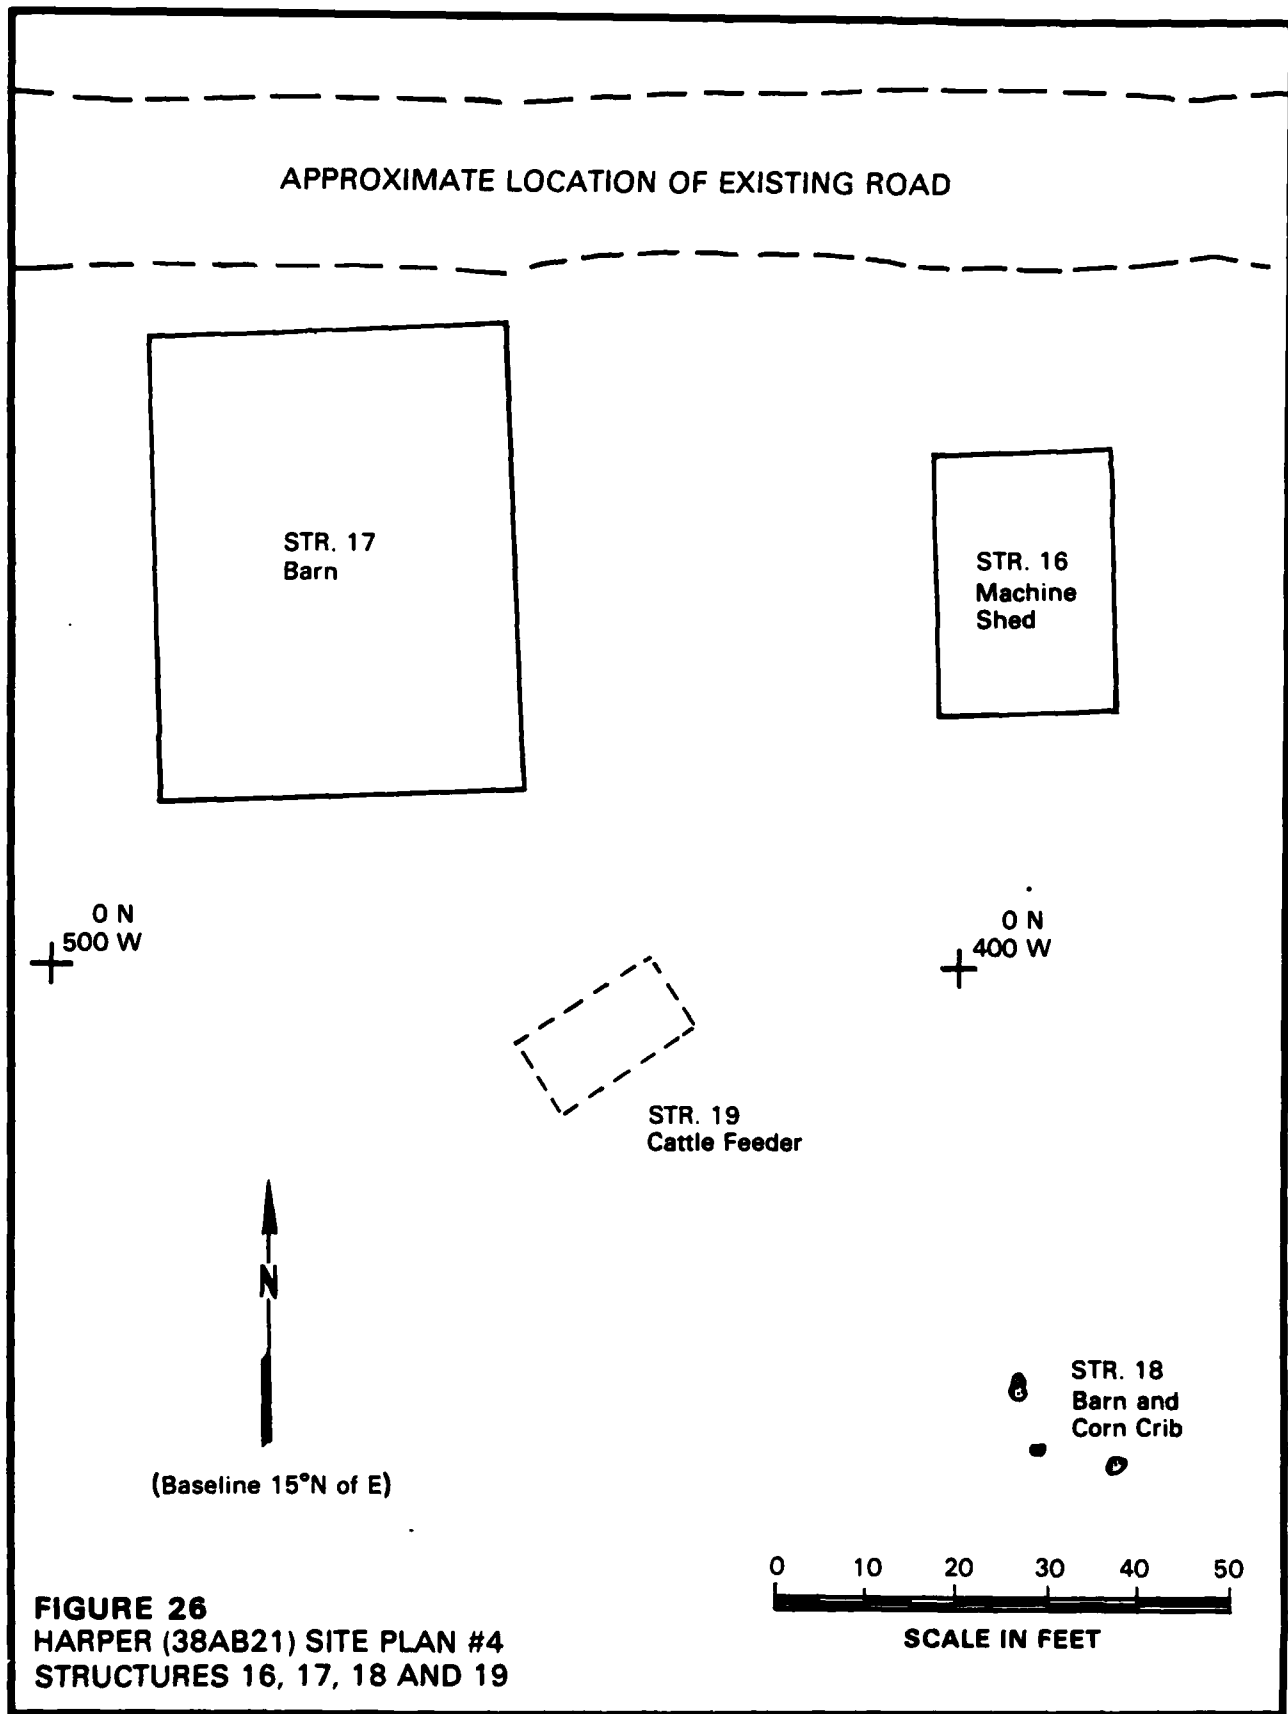 APPROXIMATE LOCATION OF EXISTING ROAD
STR. 17
Barn
STR. 16
Machine
Shed
0 N
500 W
0 N
400 W
STR. 19
Cattle Feeder
N
STR. 18
Barn and
Corn Crib
(Baseline 15°N of E)
0 10 20 30 40 50
SCALE IN FEET
FIGURE 26
HARPER (38AB21) SITE PLAN #4
STRUCTURES 16, 17, 18 AND 19